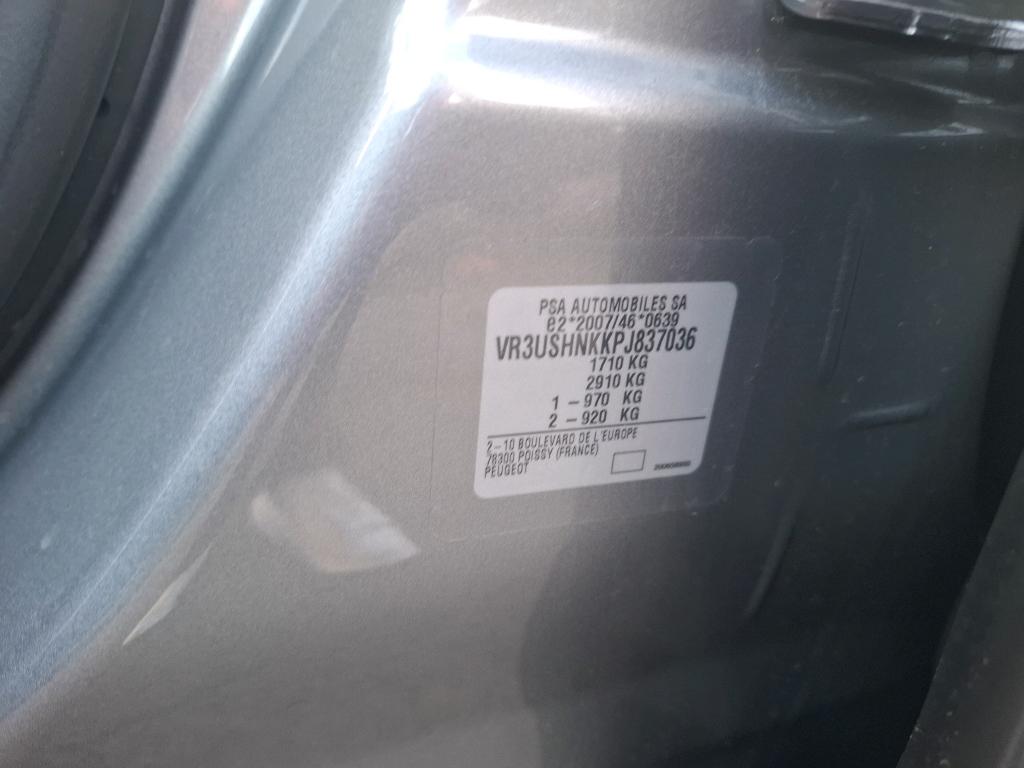 PSA AUTOMOBILES SA
e2*2007/46*0639
VR3USHNKKPJ837036
1710 KG
2910 KG
1 – 970 KG
2 – 920 KG
2–10 BOULEVARD DE L'EUROPE
78300 POISSY (FRANCE)
PEUGEOT